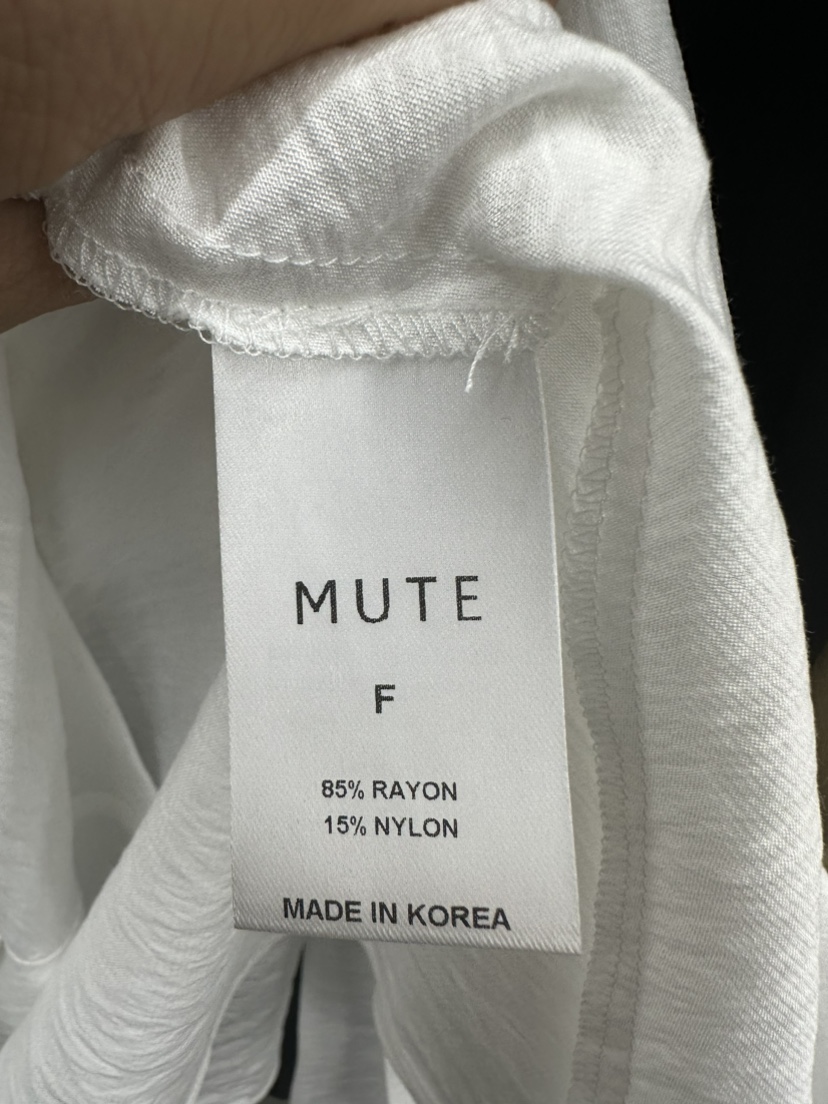 MUTE
F
85% RAYON
15% NYLON
MADE IN KOREA